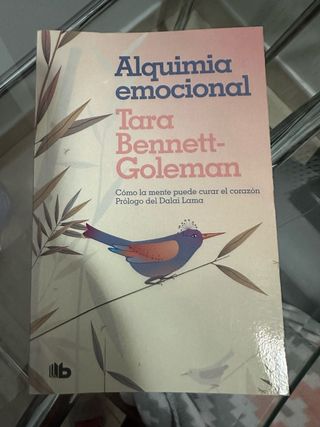 Alquimia
emocional
Tara
Bennett-
Goleman
Cómo la mente puede curar el corazón
Prólogo del Dalai Lama
b